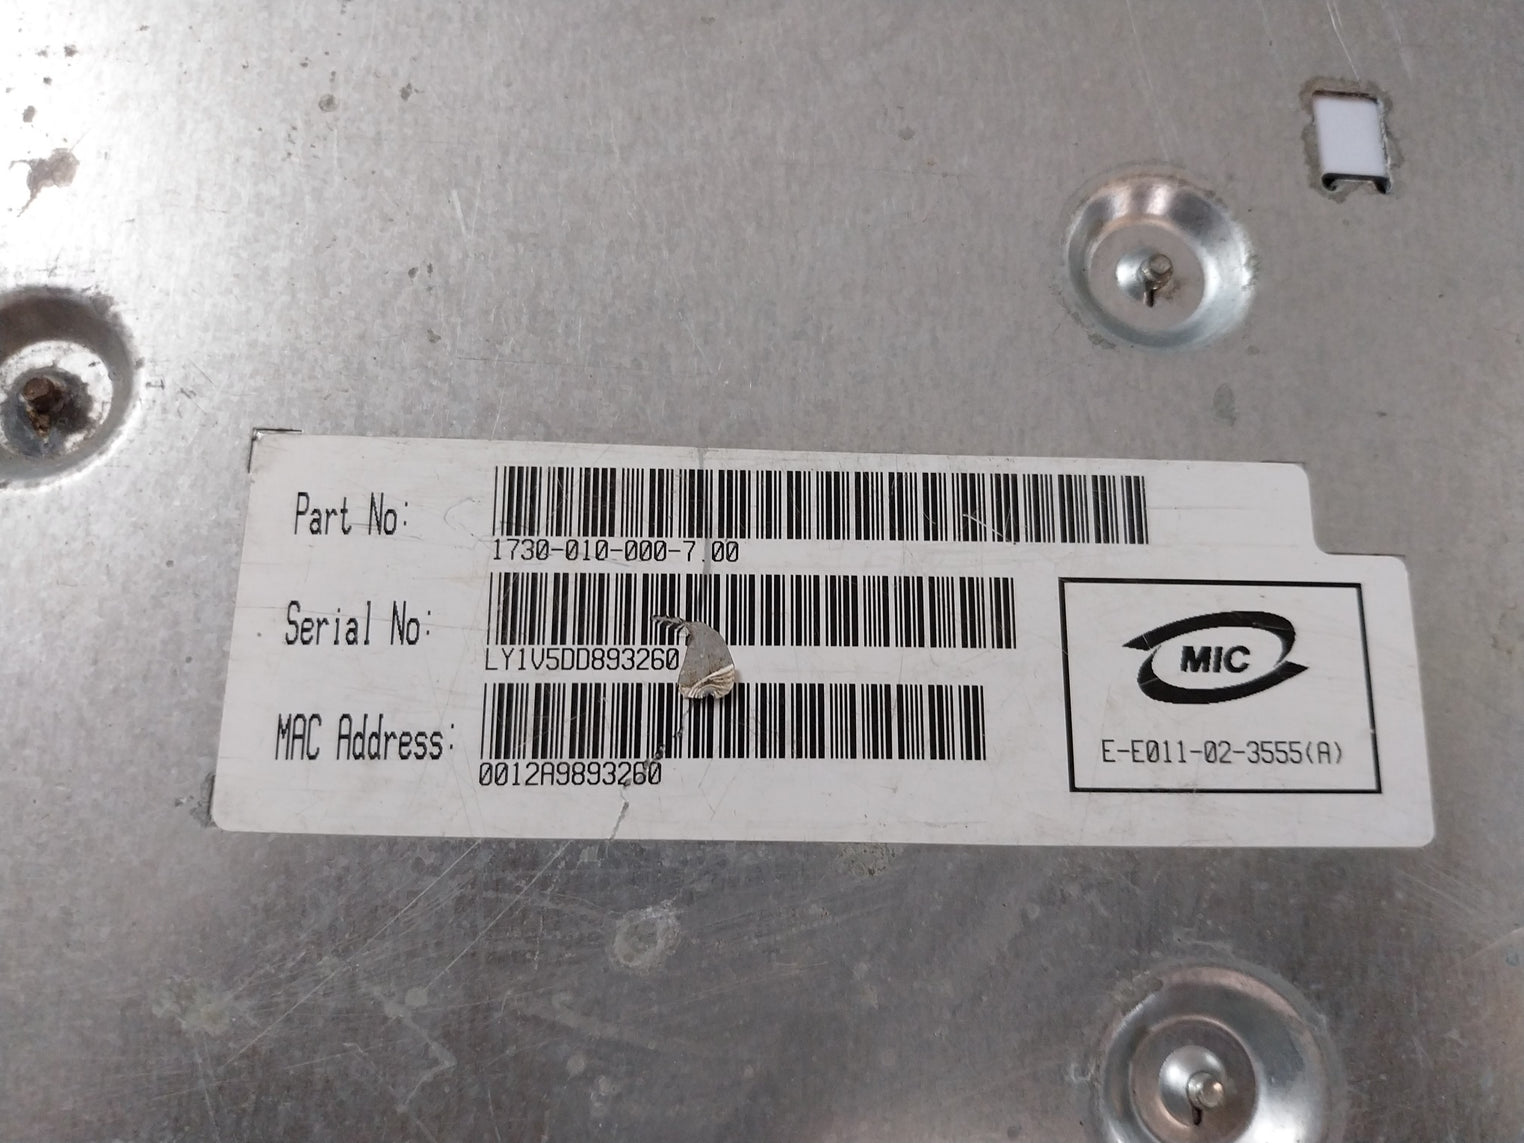 Part No:
1730-010-000-7.00
Serial No:
LY1V5DD893260
MAC Address:
0012A9893260
MIC
E-E011-02-3555(A)